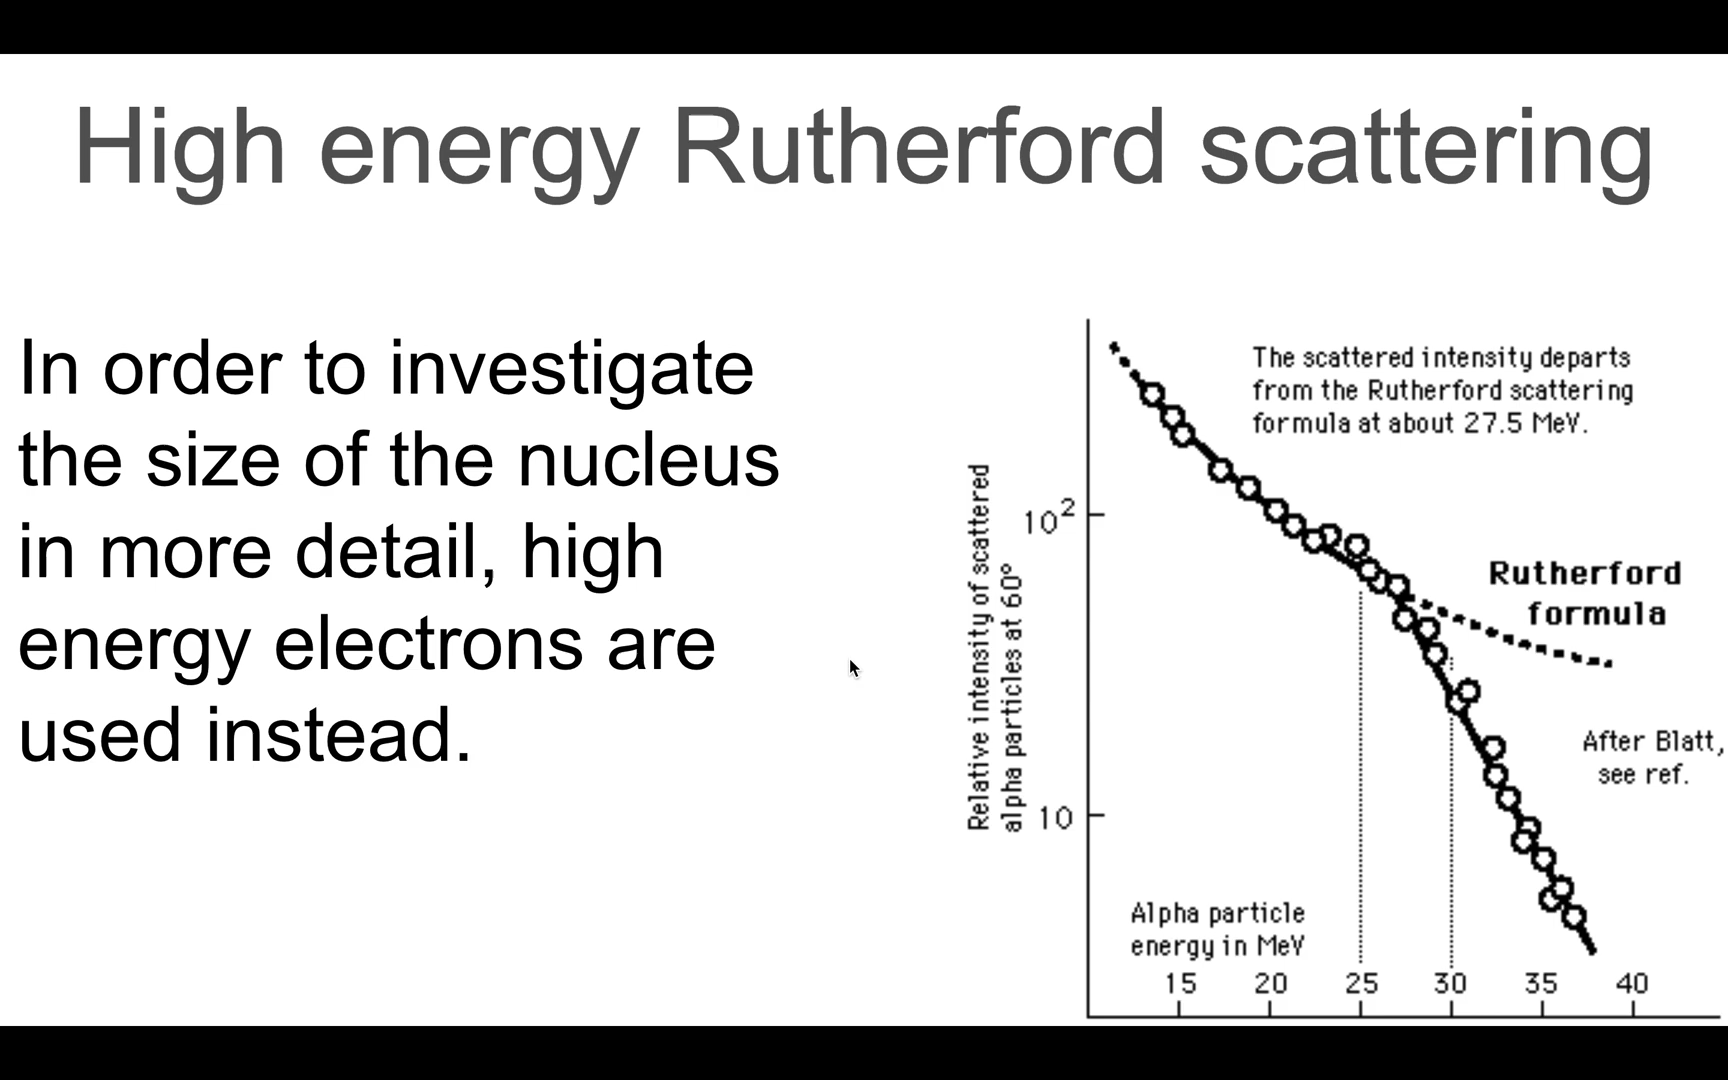 High energy Rutherford scattering
In order to investigate
the size of the nucleus
in more detail, high
energy electrons are
used instead.
The scattered intensity departs
from the Rutherford scattering
formula at about 27.5 MeV.
Relative intensity of scattered
alpha particles at 60°
10²
10
Rutherford
formula
After Blatt,
see ref.
Alpha particle
energy in MeV
15 20 25 30 35 40